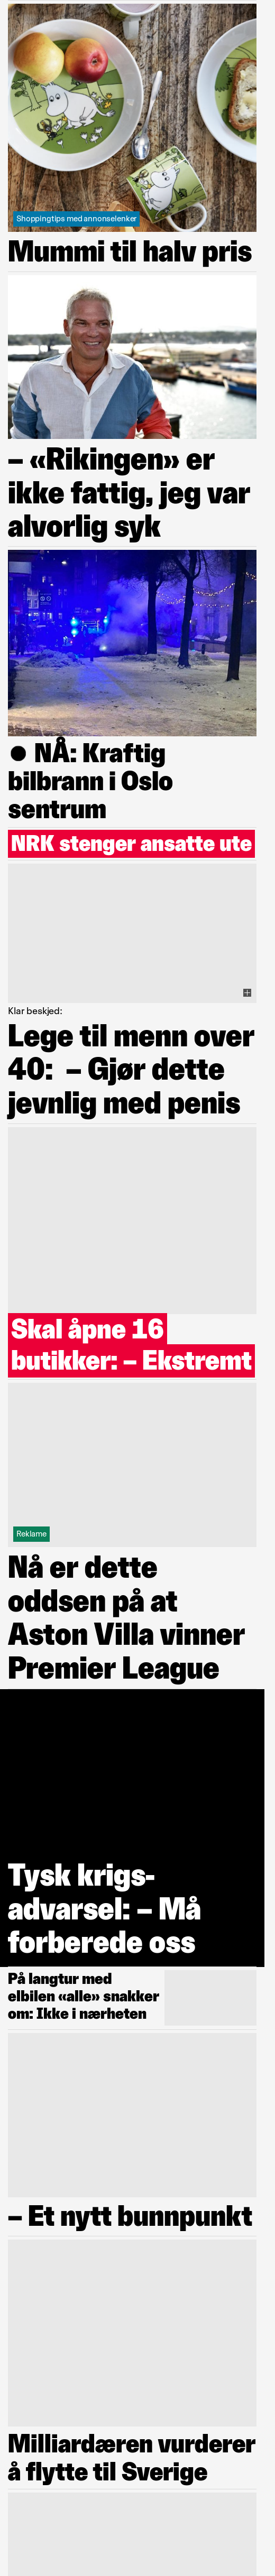 Shoppingtips med annonselenker
Mummi til halv pris
– «Rikingen» er
ikke fattig, jeg var
alvorlig syk
● NÅ: Kraftig
bilbrann i Oslo
sentrum
NRK stenger ansatte ute
Klar beskjed:
Lege til menn over
40: – Gjør dette
jevnlig med penis
Skal åpne 16
butikker: – Ekstremt
Reklame
Nå er dette
oddsen på at
Aston Villa vinner
Premier League
Tysk krigs-
advarsel: – Må
forberede oss
På langtur med
elbilen «alle» snakker
om: Ikke i nærheten
– Et nytt bunnpunkt
Milliardæren vurderer
å flytte til Sverige